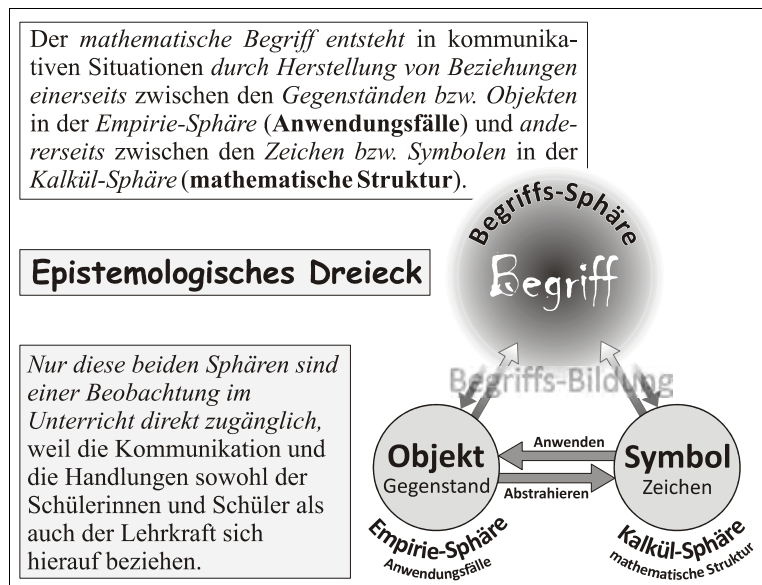 Der mathematische Begriff entsteht in kommunika-
tiven Situationen durch Herstellung von Beziehungen
einerseits zwischen den Gegenständen bzw. Objekten
in der Empirie-Sphäre (Anwendungsfälle) und ande-
rerseits zwischen den Zeichen bzw. Symbolen in der
Kalkül-Sphäre (mathematische Struktur).
Begriffs-Sphäre
Begriff
Epistemologisches Dreieck
Nur diese beiden Sphären sind
einer Beobachtung im
Unterricht direkt zugänglich,
weil die Kommunikation und
die Handlungen sowohl der
Schülerinnen und Schüler als
auch der Lehrkraft sich
hierauf beziehen.
Begriffs-Bildung
Objekt
Gegenstand
Anwenden
Abstrahieren
Symbol
Zeichen
Empirie-Sphäre
Anwendungsfälle
Kalkül-Sphäre
mathematische Struktur